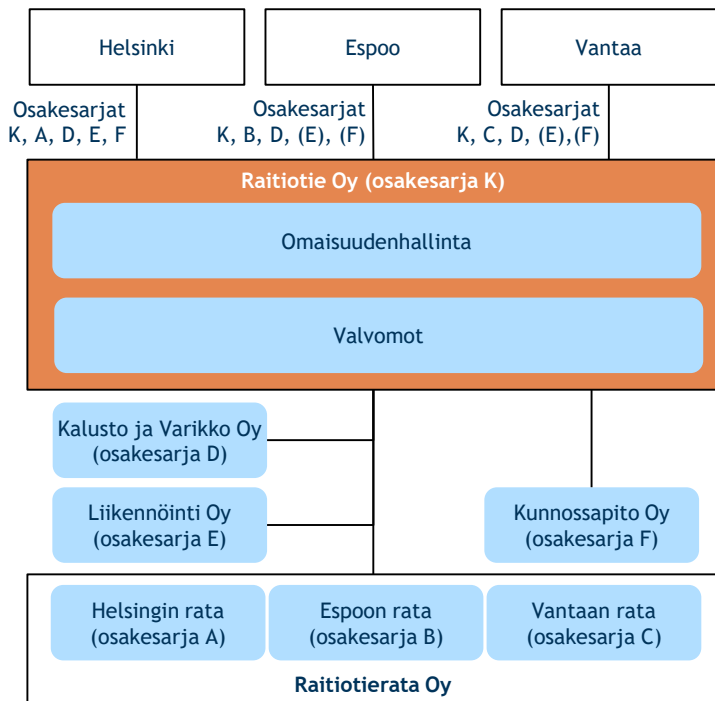 Helsinki
Espoo
Vantaa
Osakesarjat
K, A, D, E, F
Osakesarjat
K, B, D, (E), (F)
Osakesarjat
K, C, D, (E),(F)
Raitiotie Oy (osakesarja K)
Omaisuudenhallinta
Valvomot
Kalusto ja Varikko Oy
(osakesarja D)
Liikennöinti Oy
(osakesarja E)
Kunnossapito Oy
(osakesarja F)
Helsingin rata
(osakesarja A)
Espoon rata
(osakesarja B)
Vantaan rata
(osakesarja C)
Raitiotierata Oy